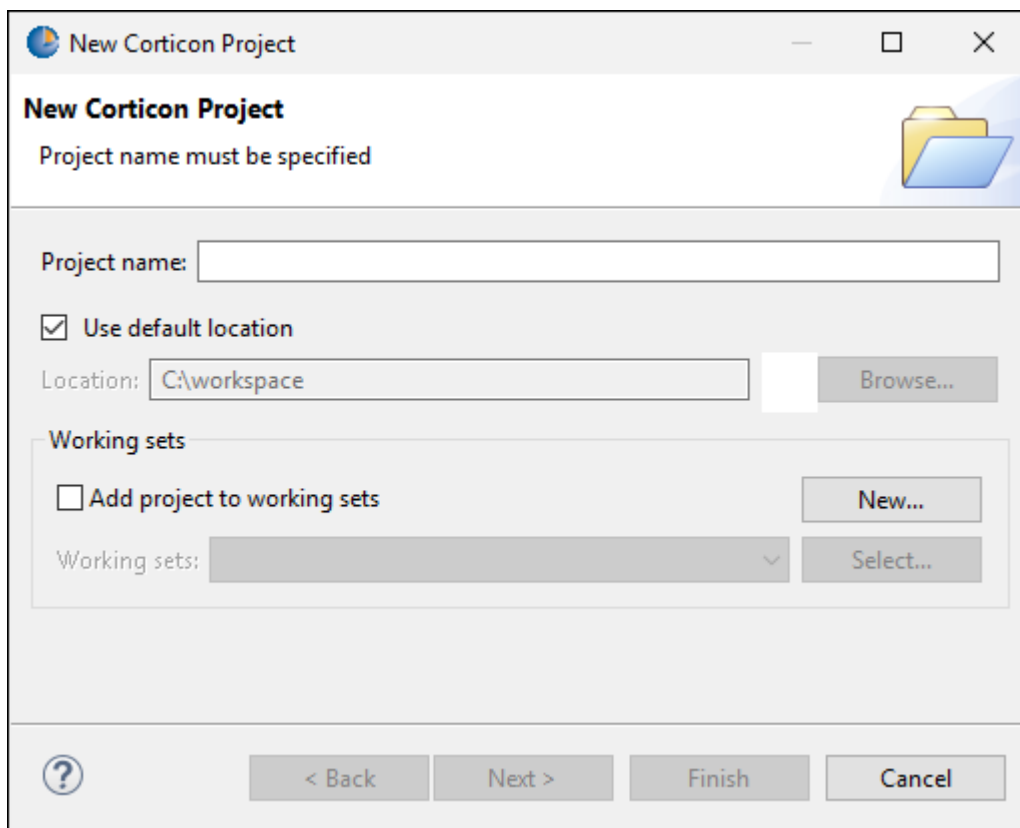 New Corticon Project
New Corticon Project
Project name must be specified
Project name:
Use default location
Location: C:\workspace Browse...
Working sets
Add project to working sets New...
Working sets: Select...
? < Back Next > Finish Cancel